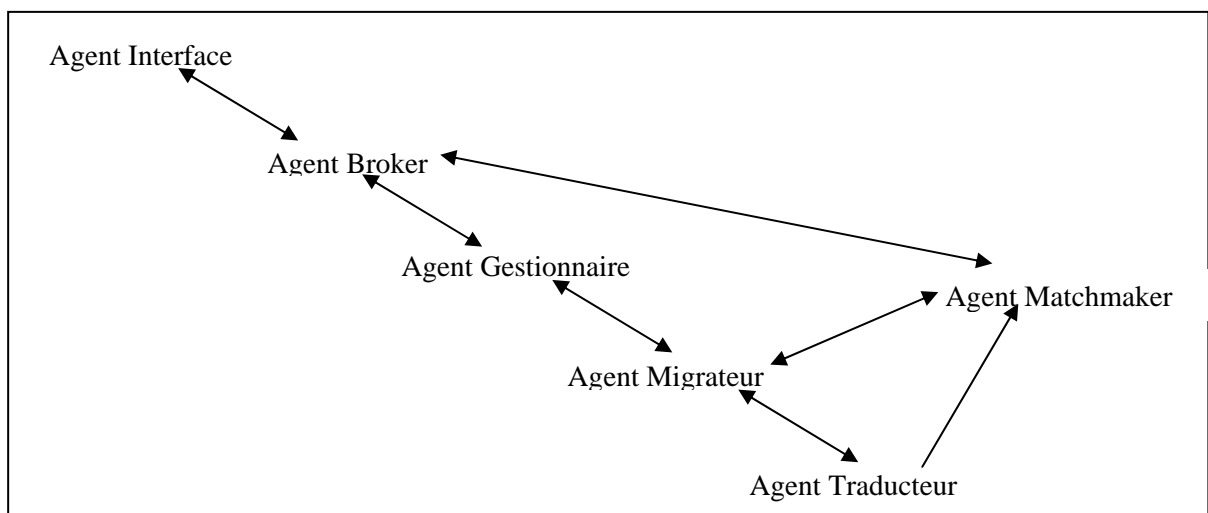 Agent Interface
Agent Broker
Agent Gestionnaire
Agent Matchmaker
Agent Migrateur
Agent Traducteur